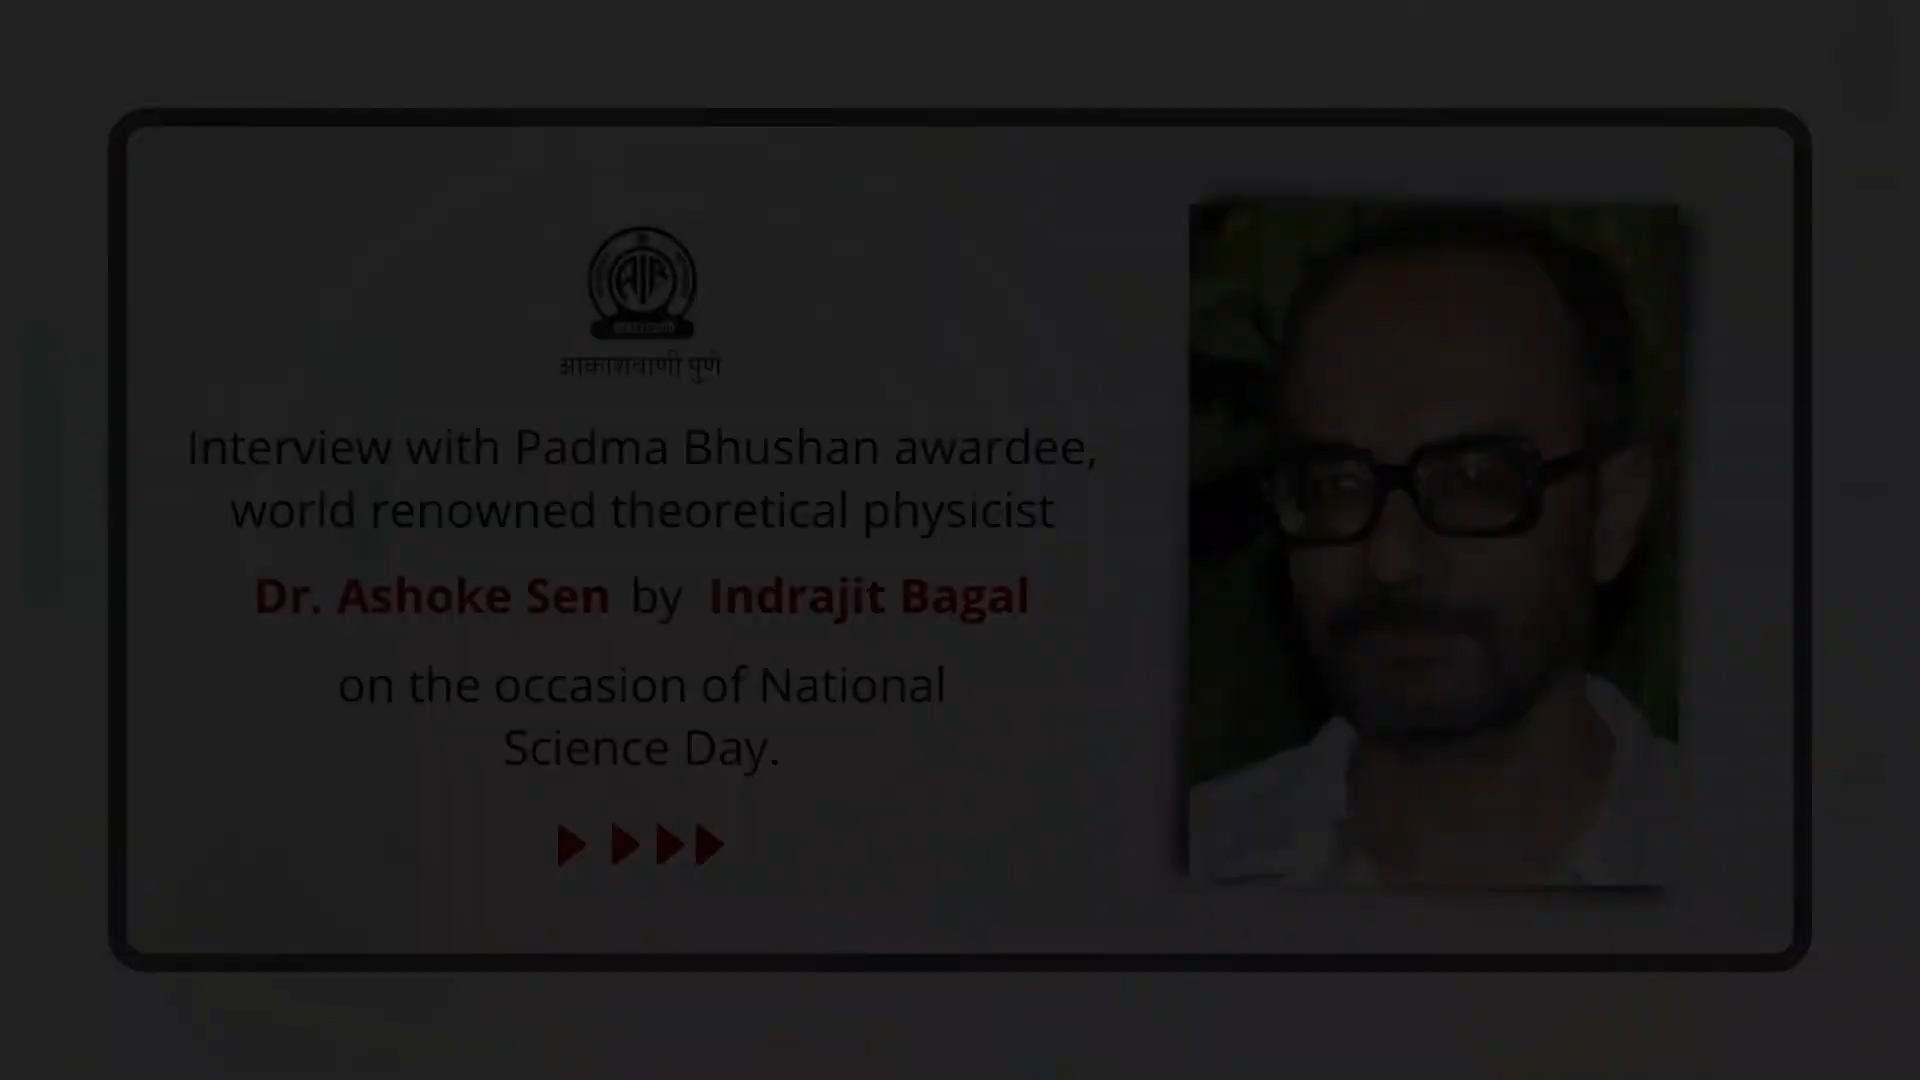 AIR
आकाशवाणी पुणे
Interview with Padma Bhushan awardee,
world renowned theoretical physicist
Dr. Ashoke Sen by Indrajit Bagal
on the occasion of National
Science Day.